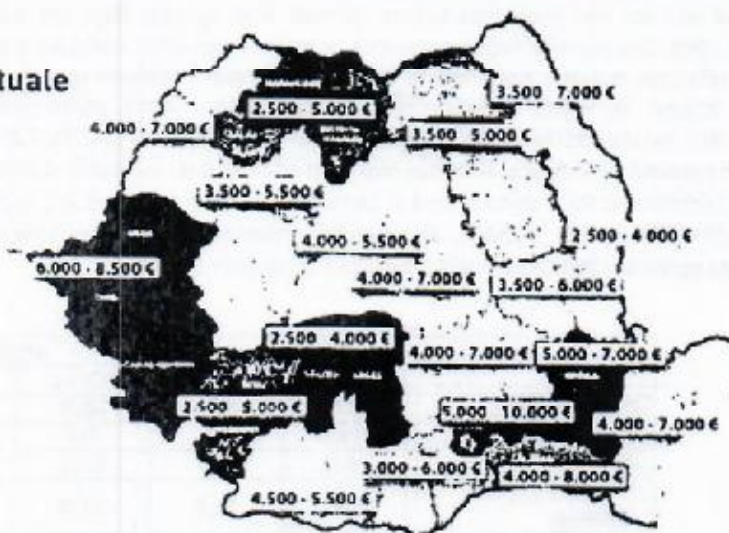 tuale
3.500 - 7.000 €
2.500 - 5.000 €
4.000 - 7.000 €
3.500 - 5.000 €
3.500 - 5.500 €
2 500 - 4 000 €
4.000 - 5.500 €
6.000 - 8.500 €
4.000 - 7.000 €
3.500 - 6.000 €
2.500 - 4.000 €
4.000 - 7.000 €
5.000 - 7.000 €
2.500 - 5.000 €
5.000 - 10.000 €
4.000 - 7.000 €
3.000 - 6.000 €
4.000 - 8.000 €
4.500 - 5.500 €